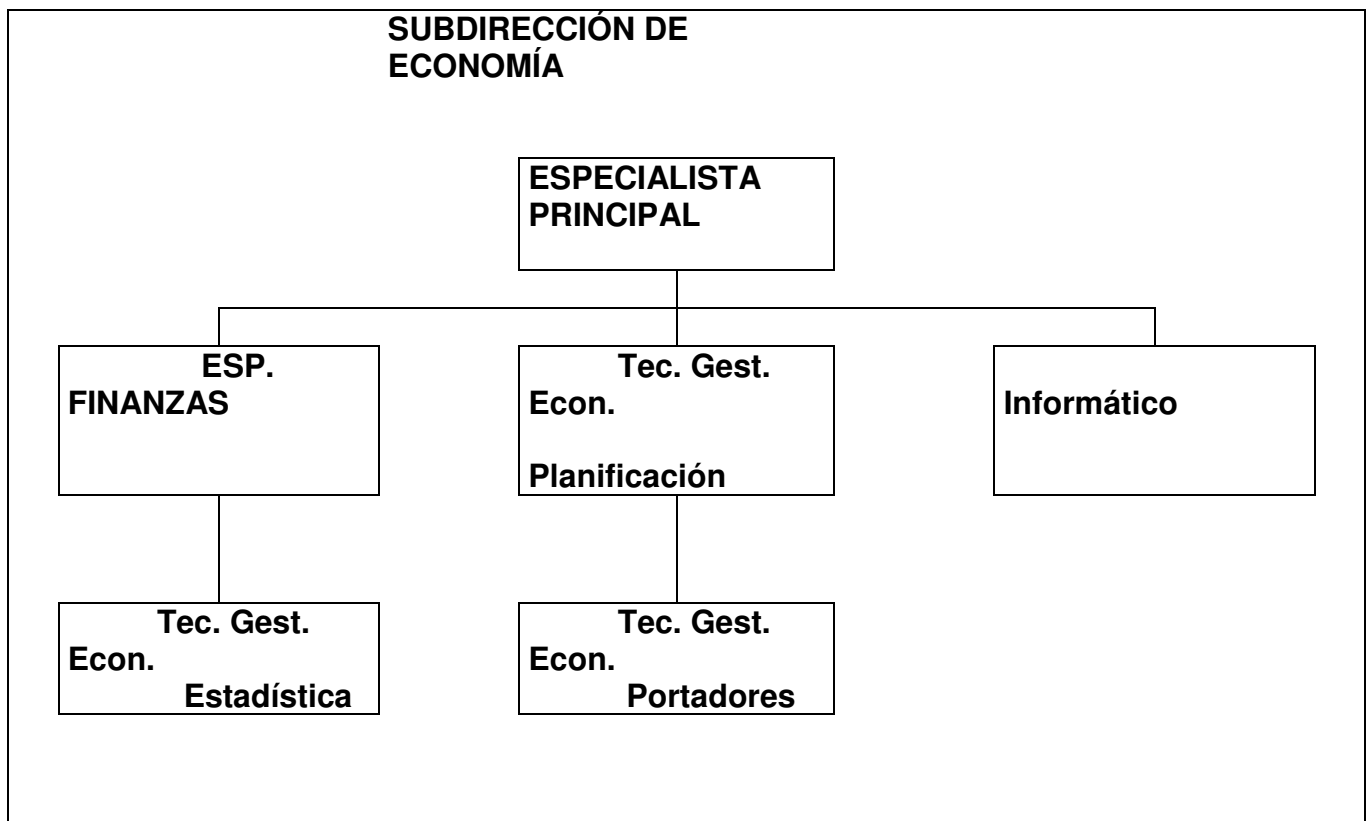 SUBDIRECCIÓN DE
ECONOMÍA
ESPECIALISTA
PRINCIPAL
ESP.
FINANZAS
Tec. Gest.
Econ.
Planificación
Informático
Tec. Gest.
Econ.
Estadística
Tec. Gest.
Econ.
Portadores